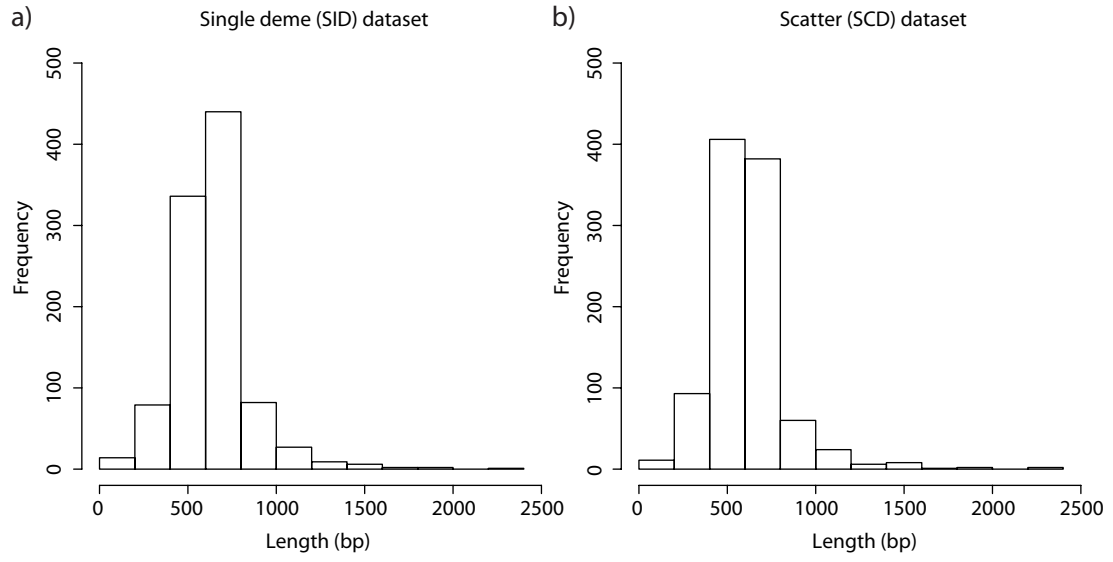 a)
Single deme (SID) dataset
500
400
300
200
100
0
Frequency
0 500 1000 1500 2000 2500
Length (bp)
b)
Scatter (SCD) dataset
500
400
300
200
100
0
Frequency
0 500 1000 1500 2000 2500
Length (bp)